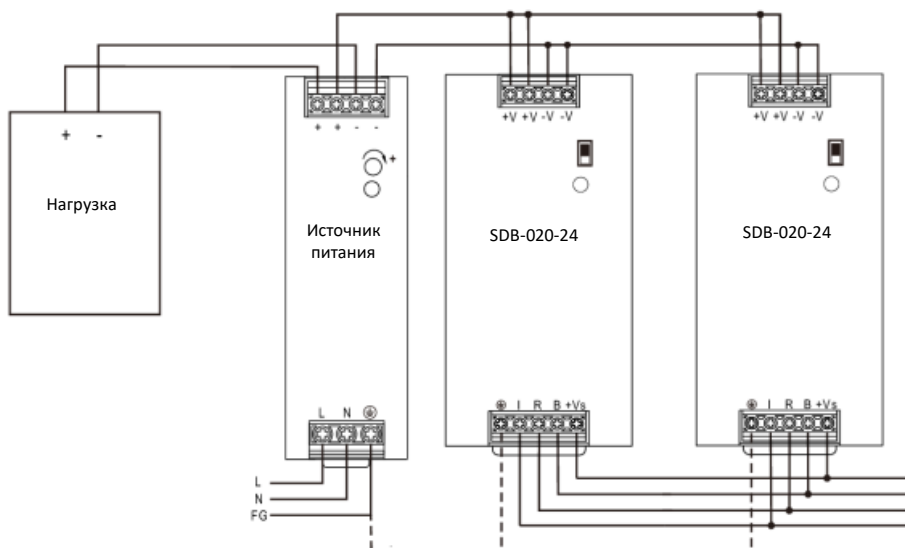 + -
Нагрузка
+ + - -
+
Источник
питания
L N
L
N
FG
+V +V -V -V
SDB-020-24
I R B +Vs
+V +V -V -V
SDB-020-24
I R B +Vs